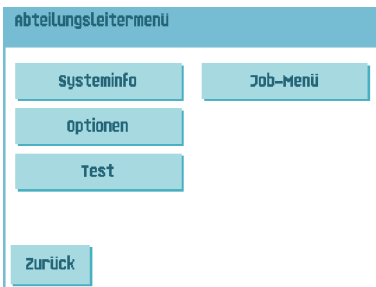 Abteilungsleitermenü
Systeminfo
Job-Menü
Optionen
Test
Zurück